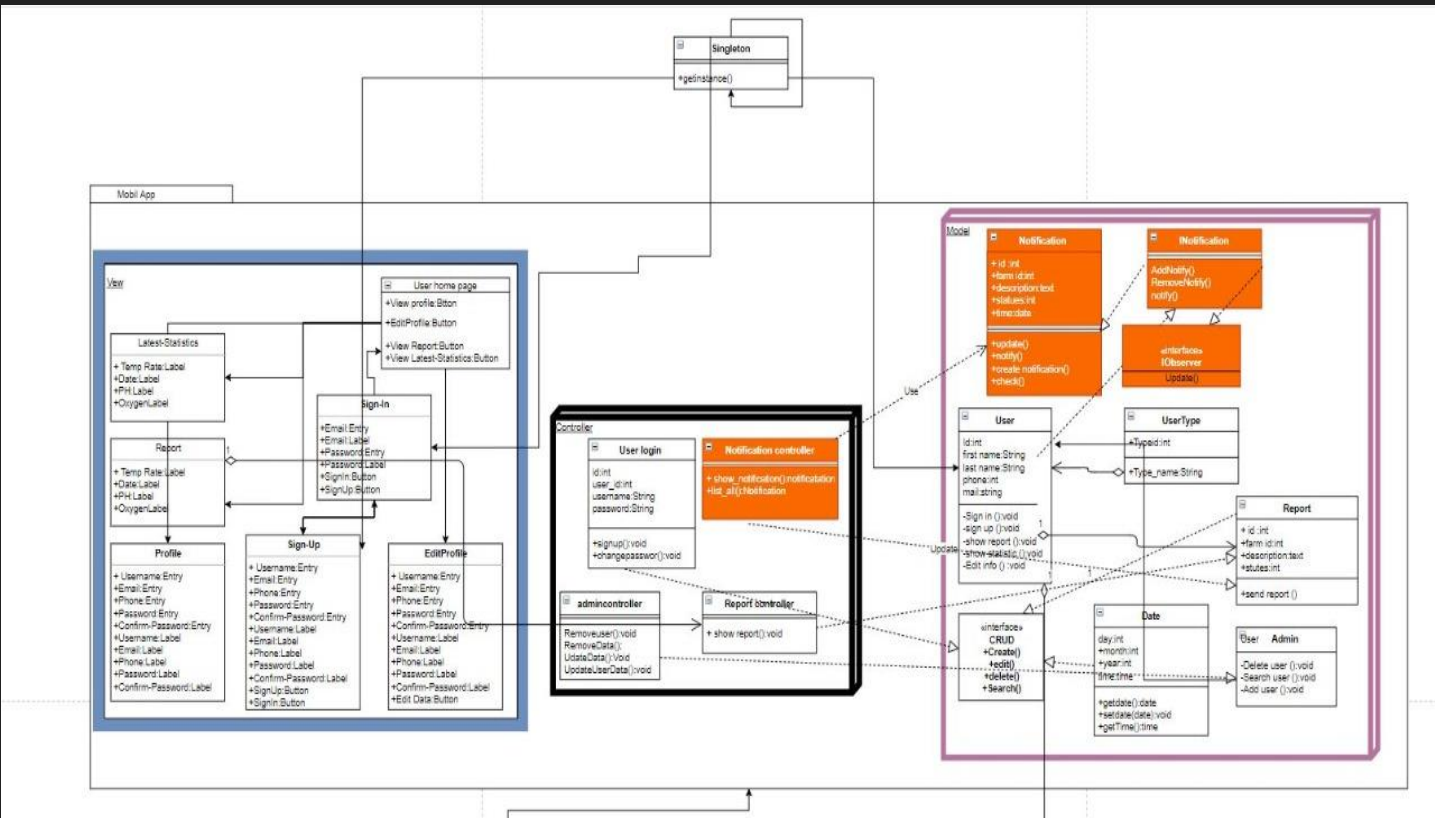 Singleton
+getinstance()
Mobil App
Vew
User home page
+View profile:Btton
+EditProfile:Button
+View Report:Button
+View Latest-Statistics:Button
Latest-Statistics
+ Temp Rate:Label
+Date:Label
+PH:Label
+OxygenLabel
Sign-In
+Email:Entry
+Email:Label
+Password:Entry
+Password:Label
+SignIn:Button
+SignUp:Button
Report
+ Temp Rate:Label
+Date:Label
+PH:Label
+OxygenLabel
1
Profile
+ Username:Entry
+Email:Entry
+Phone:Entry
+Password:Entry
+Confirm-Password:Entry
+Username:Label
+Email:Label
+Phone:Label
+Password:Label
+Confirm-Password:Label
Sign-Up
+ Username:Entry
+Email:Entry
+Phone:Entry
+Password:Entry
+Confirm-Password:Entry
+Username:Label
+Email:Label
+Phone:Label
+Password:Label
+Confirm-Password:Label
+SignUp:Button
+SignIn:Button
EditProfile
+ Username:Entry
+Email:Entry
+Phone:Entry
+Password:Entry
+Confirm-Password:Entry
+Username:Label
+Email:Label
+Phone:Label
+Password:Label
+Confirm-Password:Label
+Edit Data:Button
Controller
User login
id:int
user_id:int
username:String
password:String
+signup():void
+changepasswor():void
Notification controller
+ show_notificaton():notificatation
+list_all():Notification
admincontroller
Removeuser():void
RemoveData():
UdateData():Void
UpdateUserData():void
Report controller
+ show report():void
Use
Update
Model
Notification
+ id :int
+farm id:int
+description:text
+statues:int
+time:date
+update()
+notify()
+create notification()
+check()
INotification
AddNotify()
RemoveNotify()
notify()
«interface»
IObserver
Update()
User
id:int
first name:String
last name:String
phone:int
mail:string
-Sign in ():void
-sign up ():void
-show report ():void
-show statistic ():void
-Edit info () :void
1
1
1
UserType
+Typeid:int
+Type_name:String
Report
+ id :int
+farm id:int
+description:text
+stutes:int
+send report ()
«interface»
CRUD
+Create()
+edit()
+delete()
+Search()
Date
day:int
+month:int
+year:int
time:time
+getdate():date
+setdate(date):void
+getTime():time
User Admin
-Delete user ():void
-Search user ():void
-Add user ():void